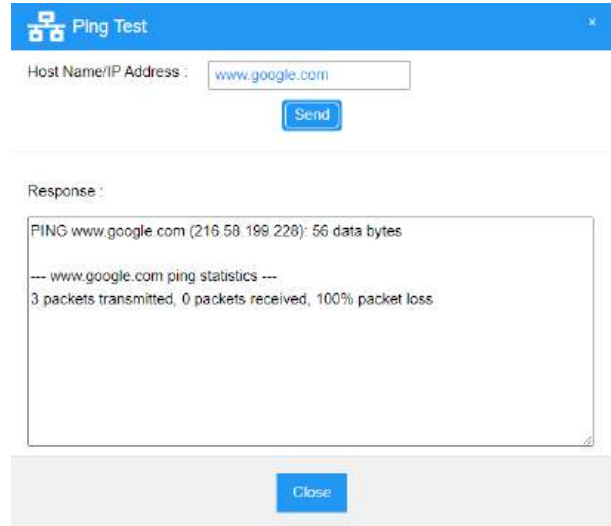 Ping Test
×
Host Name/IP Address :
www.google.com
Send
Response :
PING www.google.com (216.58.199.228): 56 data bytes
--- www.google.com ping statistics ---
3 packets transmitted, 0 packets received, 100% packet loss
Close